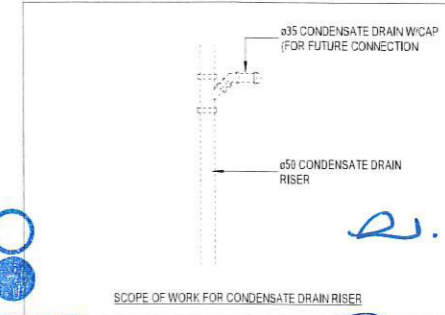 ø35 CONDENSATE DRAIN W/CAP
(FOR FUTURE CONNECTION
ø50 CONDENSATE DRAIN
RISER
SCOPE OF WORK FOR CONDENSATE DRAIN RISER